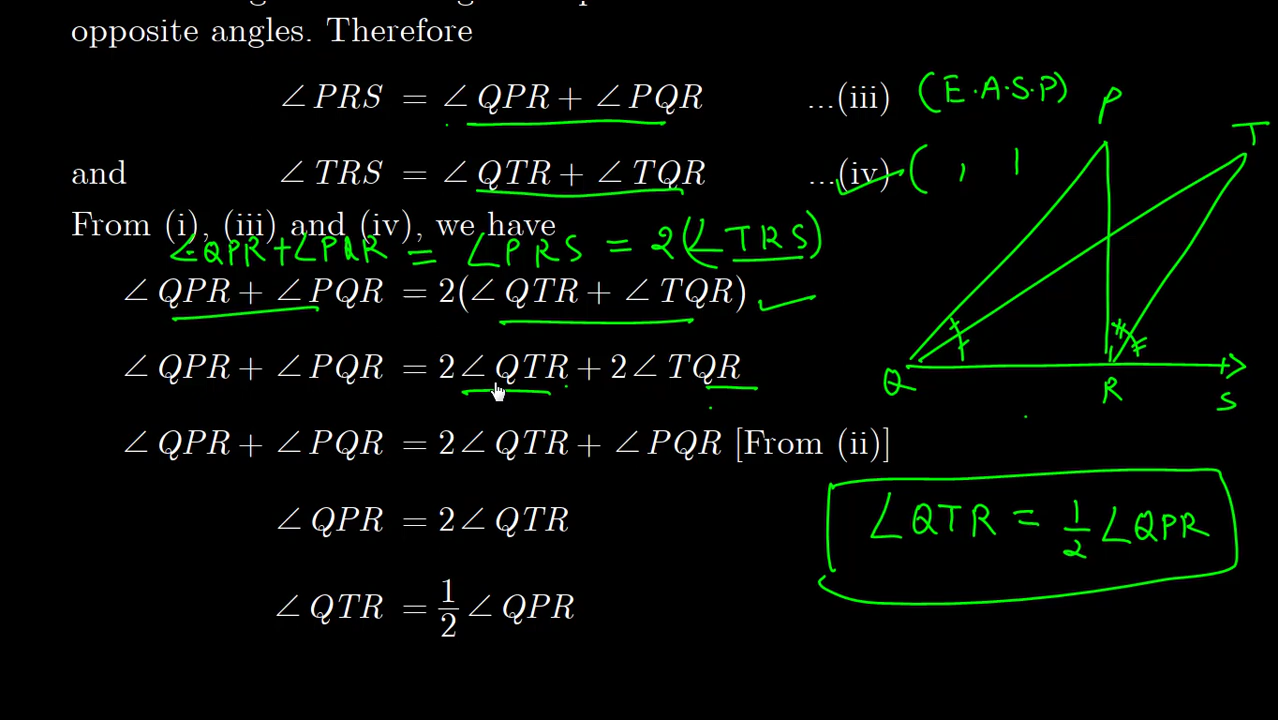 opposite angles. Therefore
∠PRS = ∠QPR + ∠PQR ...(iii) (E.A.S.P)
and ∠TRS = ∠QTR + ∠TQR ...(iv) ( , 1
From (i), (iii) and (iv), we have
∠QPR+∠PQR = ∠PRS = 2(∠TRS)
∠QPR + ∠PQR = 2(∠QTR + ∠TQR)
∠QPR + ∠PQR = 2∠QTR + 2∠TQR
∠QPR + ∠PQR = 2∠QTR + ∠PQR [From (ii)]
∠QPR = 2∠QTR
∠QTR = 1/2 ∠QPR
P
T
Q
R
S
∠QTR = 1/2 ∠QPR